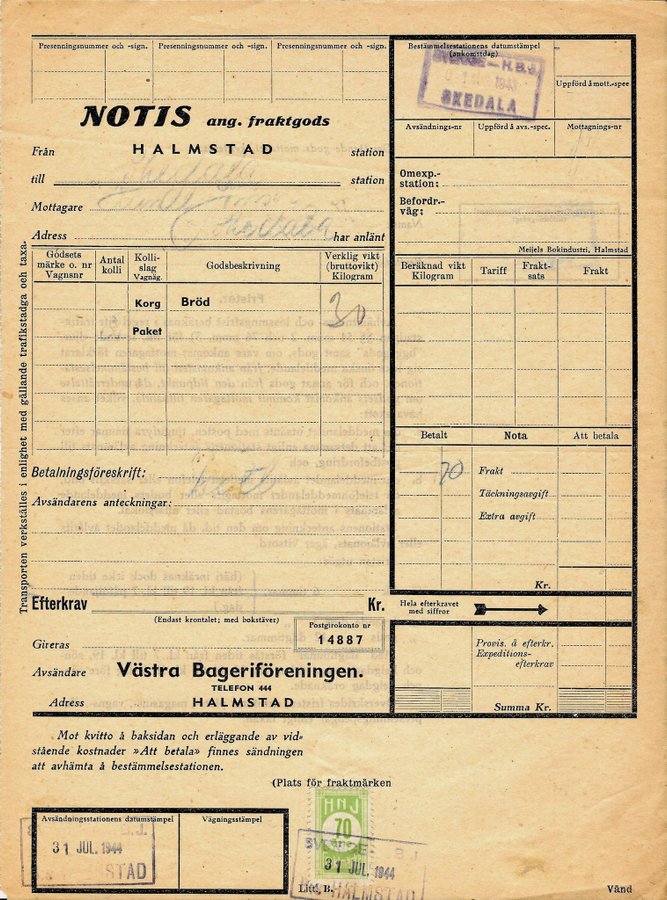 Presenningsnummer och -sign. Presenningsnummer och -sign. Presenningsnummer och -sign.
NOTIS ang. fraktgods
Från HALMSTAD station
till Skedala station
Mottagare
Adress Skedala har anlänt
Godsets märke o. nr Vagnsnr
Antal kolli
Kolli-slag Vagnäg.
Godsbeskrivning
Verklig vikt (bruttovikt) Kilogram
Korg Bröd 30
Paket
Betalningsföreskrift:
Avsändarens anteckningar:
Efterkrav Kr.
(Endast krontalet; med bokstäver)
Postgirokonto nr
14887
Gireras
Avsändare Västra Bageriföreningen.
TELEFON 444
Adress HALMSTAD
Transporten verkställes i enlighet med gällande trafikstadga och taxa.
Bestämmelsestationens datumstämpel
(ankomstdag)
SVERIGE—H.B.J.
SKEDALA
Uppförd å mott.-spec
Avsändnings-nr Uppförd å avs.-spec. Mottagnings-nr
Omexp.-
station:
Befordr.-
väg:
Meijels Bokindustri, Halmstad
Beräknad vikt Kilogram
Tariff
Frakt-sats
Frakt
Betalt Nota Att betala
70 Frakt
Täckningsavgift
Extra avgift
Kr.
Hela efterkravet
med siffror
Provis. å efterkr.
Expeditions-
efterkrav
Summa Kr.
Mot kvitto å baksidan och erläggande av vid-
stående kostnader »Att betala» finnes sändningen
att avhämta å bestämmelsestationen.
(Plats för fraktmärken
HNJ
70
Avsändningsstationens datumstämpel Vägningsstämpel
31 JUL. 1944
31 JUL. 1944
HALMSTAD
Litt. B.
Vänd